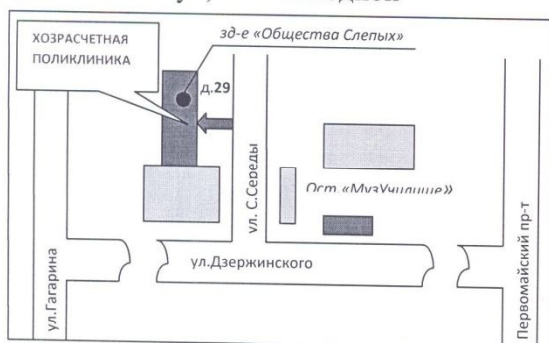 ХОЗРАСЧЕТНАЯ
ПОЛИКЛИНИКА
зд-е «Общества Слепых»
д.29
Ост.«МузУчилище»
ул. С.Середы
ул.Дзержинского
ул.Гагарина
Первомайский пр-т